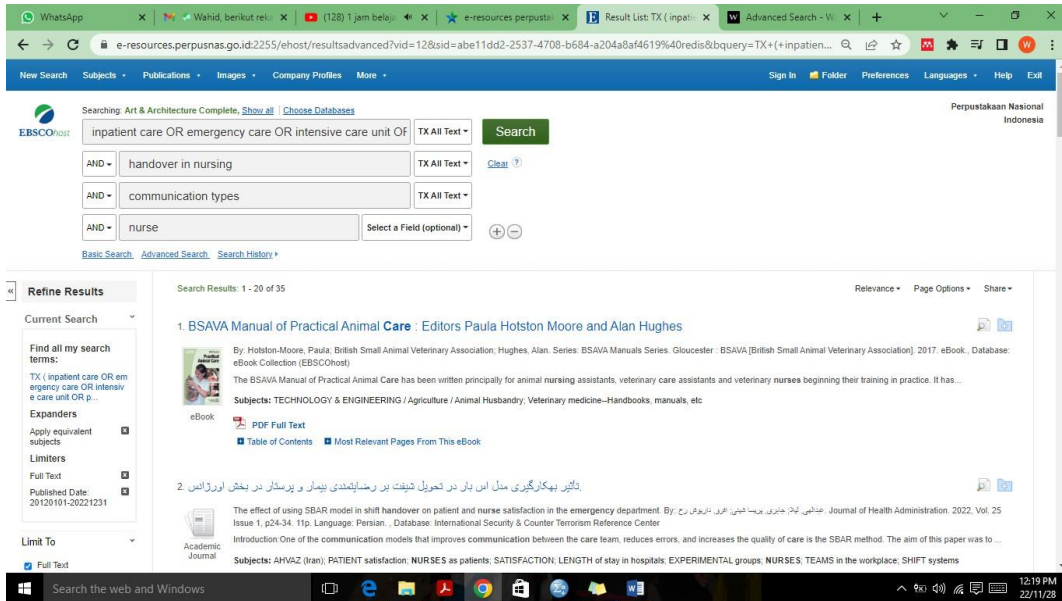 WhatsApp
Wahid, berikut reko
(128) 1 jam belaja
e-resources perpustal
Result List: TX ( inpatie
Advanced Search - W
e-resources.perpusnas.go.id:2255/ehost/resultsadvanced?vid=12&sid=abe11dd2-2537-4708-b684-a204a8af4619%40redis&bquery=TX+(+inpatien...
New Search Subjects Publications Images Company Profiles More Sign In Folder Preferences Languages Help Exit
Searching: Art & Architecture Complete, Show all | Choose Databases
Perpustakaan Nasional
Indonesia
EBSCOhost
inpatient care OR emergency care OR intensive care unit OF TX All Text Search
AND handover in nursing TX All Text Clear ?
AND communication types TX All Text
AND nurse Select a Field (optional)
Basic Search Advanced Search Search History
Refine Results
Search Results: 1 - 20 of 35
Relevance Page Options Share
Current Search
Find all my search
terms:
TX ( inpatient care OR em
ergency care OR intensiv
e care unit OR p...
Expanders
Apply equivalent
subjects
Limiters
Full Text
Published Date:
20120101-20221231
Limit To
Full Text
1. BSAVA Manual of Practical Animal Care : Editors Paula Hotston Moore and Alan Hughes
By: Hotston-Moore, Paula; British Small Animal Veterinary Association; Hughes, Alan. Series: BSAVA Manuals Series. Gloucester : BSAVA [British Small Animal Veterinary Association]. 2017. eBook., Database:
eBook Collection (EBSCOhost)
The BSAVA Manual of Practical Animal Care has been written principally for animal nursing assistants, veterinary care assistants and veterinary nurses beginning their training in practice. It has...
Subjects: TECHNOLOGY & ENGINEERING / Agriculture / Animal Husbandry; Veterinary medicine--Handbooks, manuals, etc
eBook
PDF Full Text
Table of Contents Most Relevant Pages From This eBook
2. تأثیر بهکارگیری مدل اس بار در تحویل شیفت بر رضایتمندی بیمار و پرستار در بخش اورژانس.
The effect of using SBAR model in shift handover on patient and nurse satisfaction in the emergency department. By: عبدالهی, لیلا; جابری, پریسا شینی; داریوش رخ. Journal of Health Administration. 2022, Vol. 25
Issue 1, p24-34. 11p. Language: Persian. , Database: International Security & Counter Terrorism Reference Center
Introduction:One of the communication models that improves communication between the care team, reduces errors, and increases the quality of care is the SBAR method. The aim of this paper was to ...
Academic
Journal
Subjects: AHVAZ (Iran); PATIENT satisfaction; NURSES as patients; SATISFACTION; LENGTH of stay in hospitals; EXPERIMENTAL groups; NURSES; TEAMS in the workplace; SHIFT systems
Search the web and Windows
12:19 PM
22/11/28